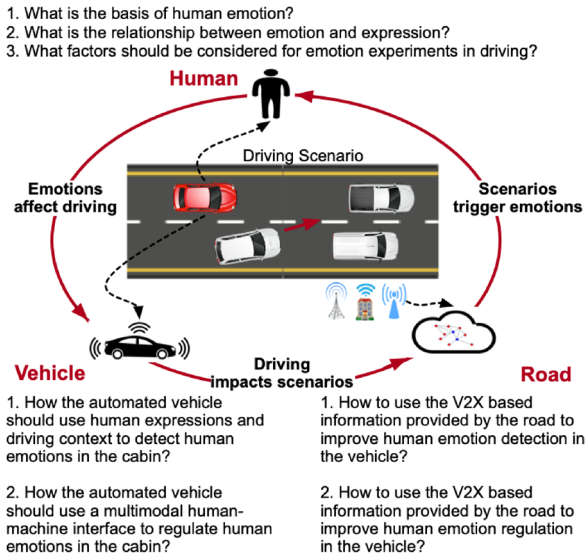 1. What is the basis of human emotion?
2. What is the relationship between emotion and expression?
3. What factors should be considered for emotion experiments in driving?
Human
Driving Scenario
Emotions
affect driving
Scenarios
trigger emotions
Vehicle
Driving
impacts scenarios
Road
1. How the automated vehicle
should use human expressions and
driving context to detect human
emotions in the cabin?
2. How the automated vehicle
should use a multimodal human-
machine interface to regulate human
emotions in the cabin?
1. How to use the V2X based
information provided by the road to
improve human emotion detection in
the vehicle?
2. How to use the V2X based
information provided by the road to
improve human emotion regulation
in the vehicle?